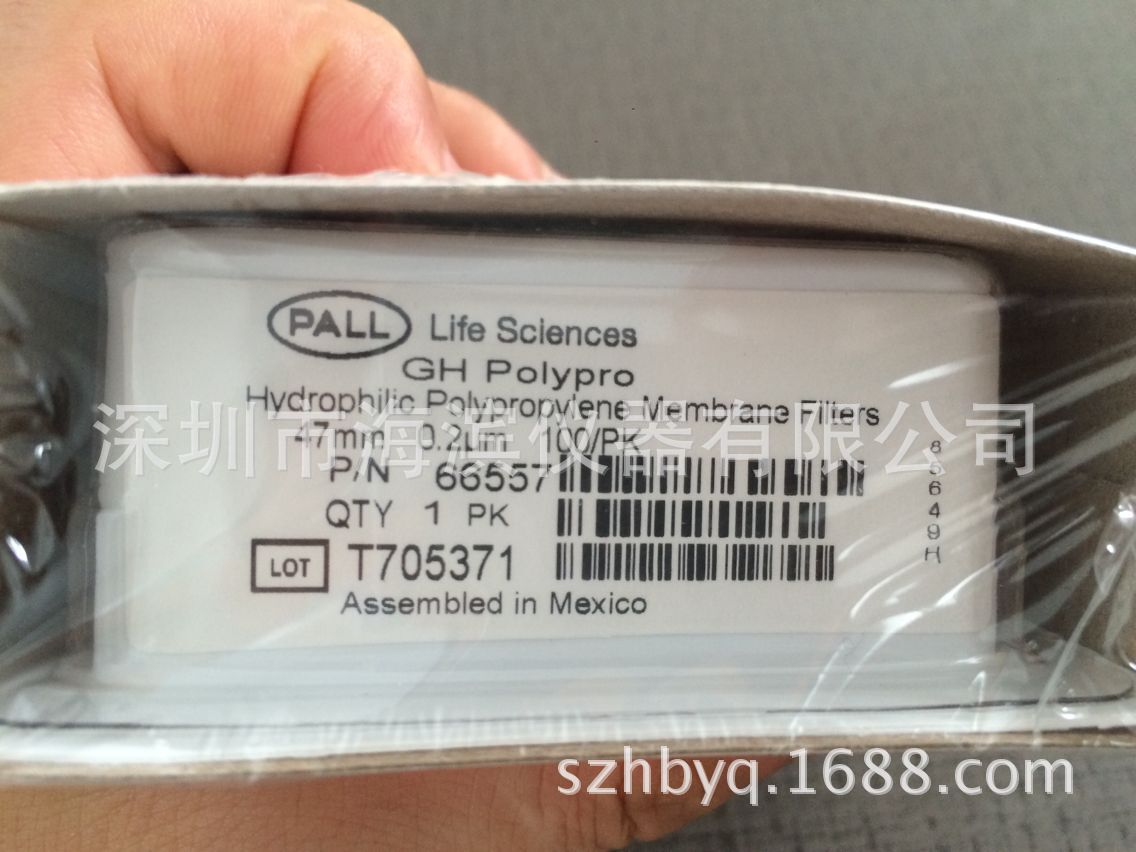 PALL Life Sciences
GH Polypro
Hydrophilic Polypropylene Membrane Filters
47mm 0.2µm 100/PK
深圳市海滨仪器有限公司
P/N 66557
QTY 1 PK
LOT T705371
Assembled in Mexico
85649H
szhbyq.1688.com